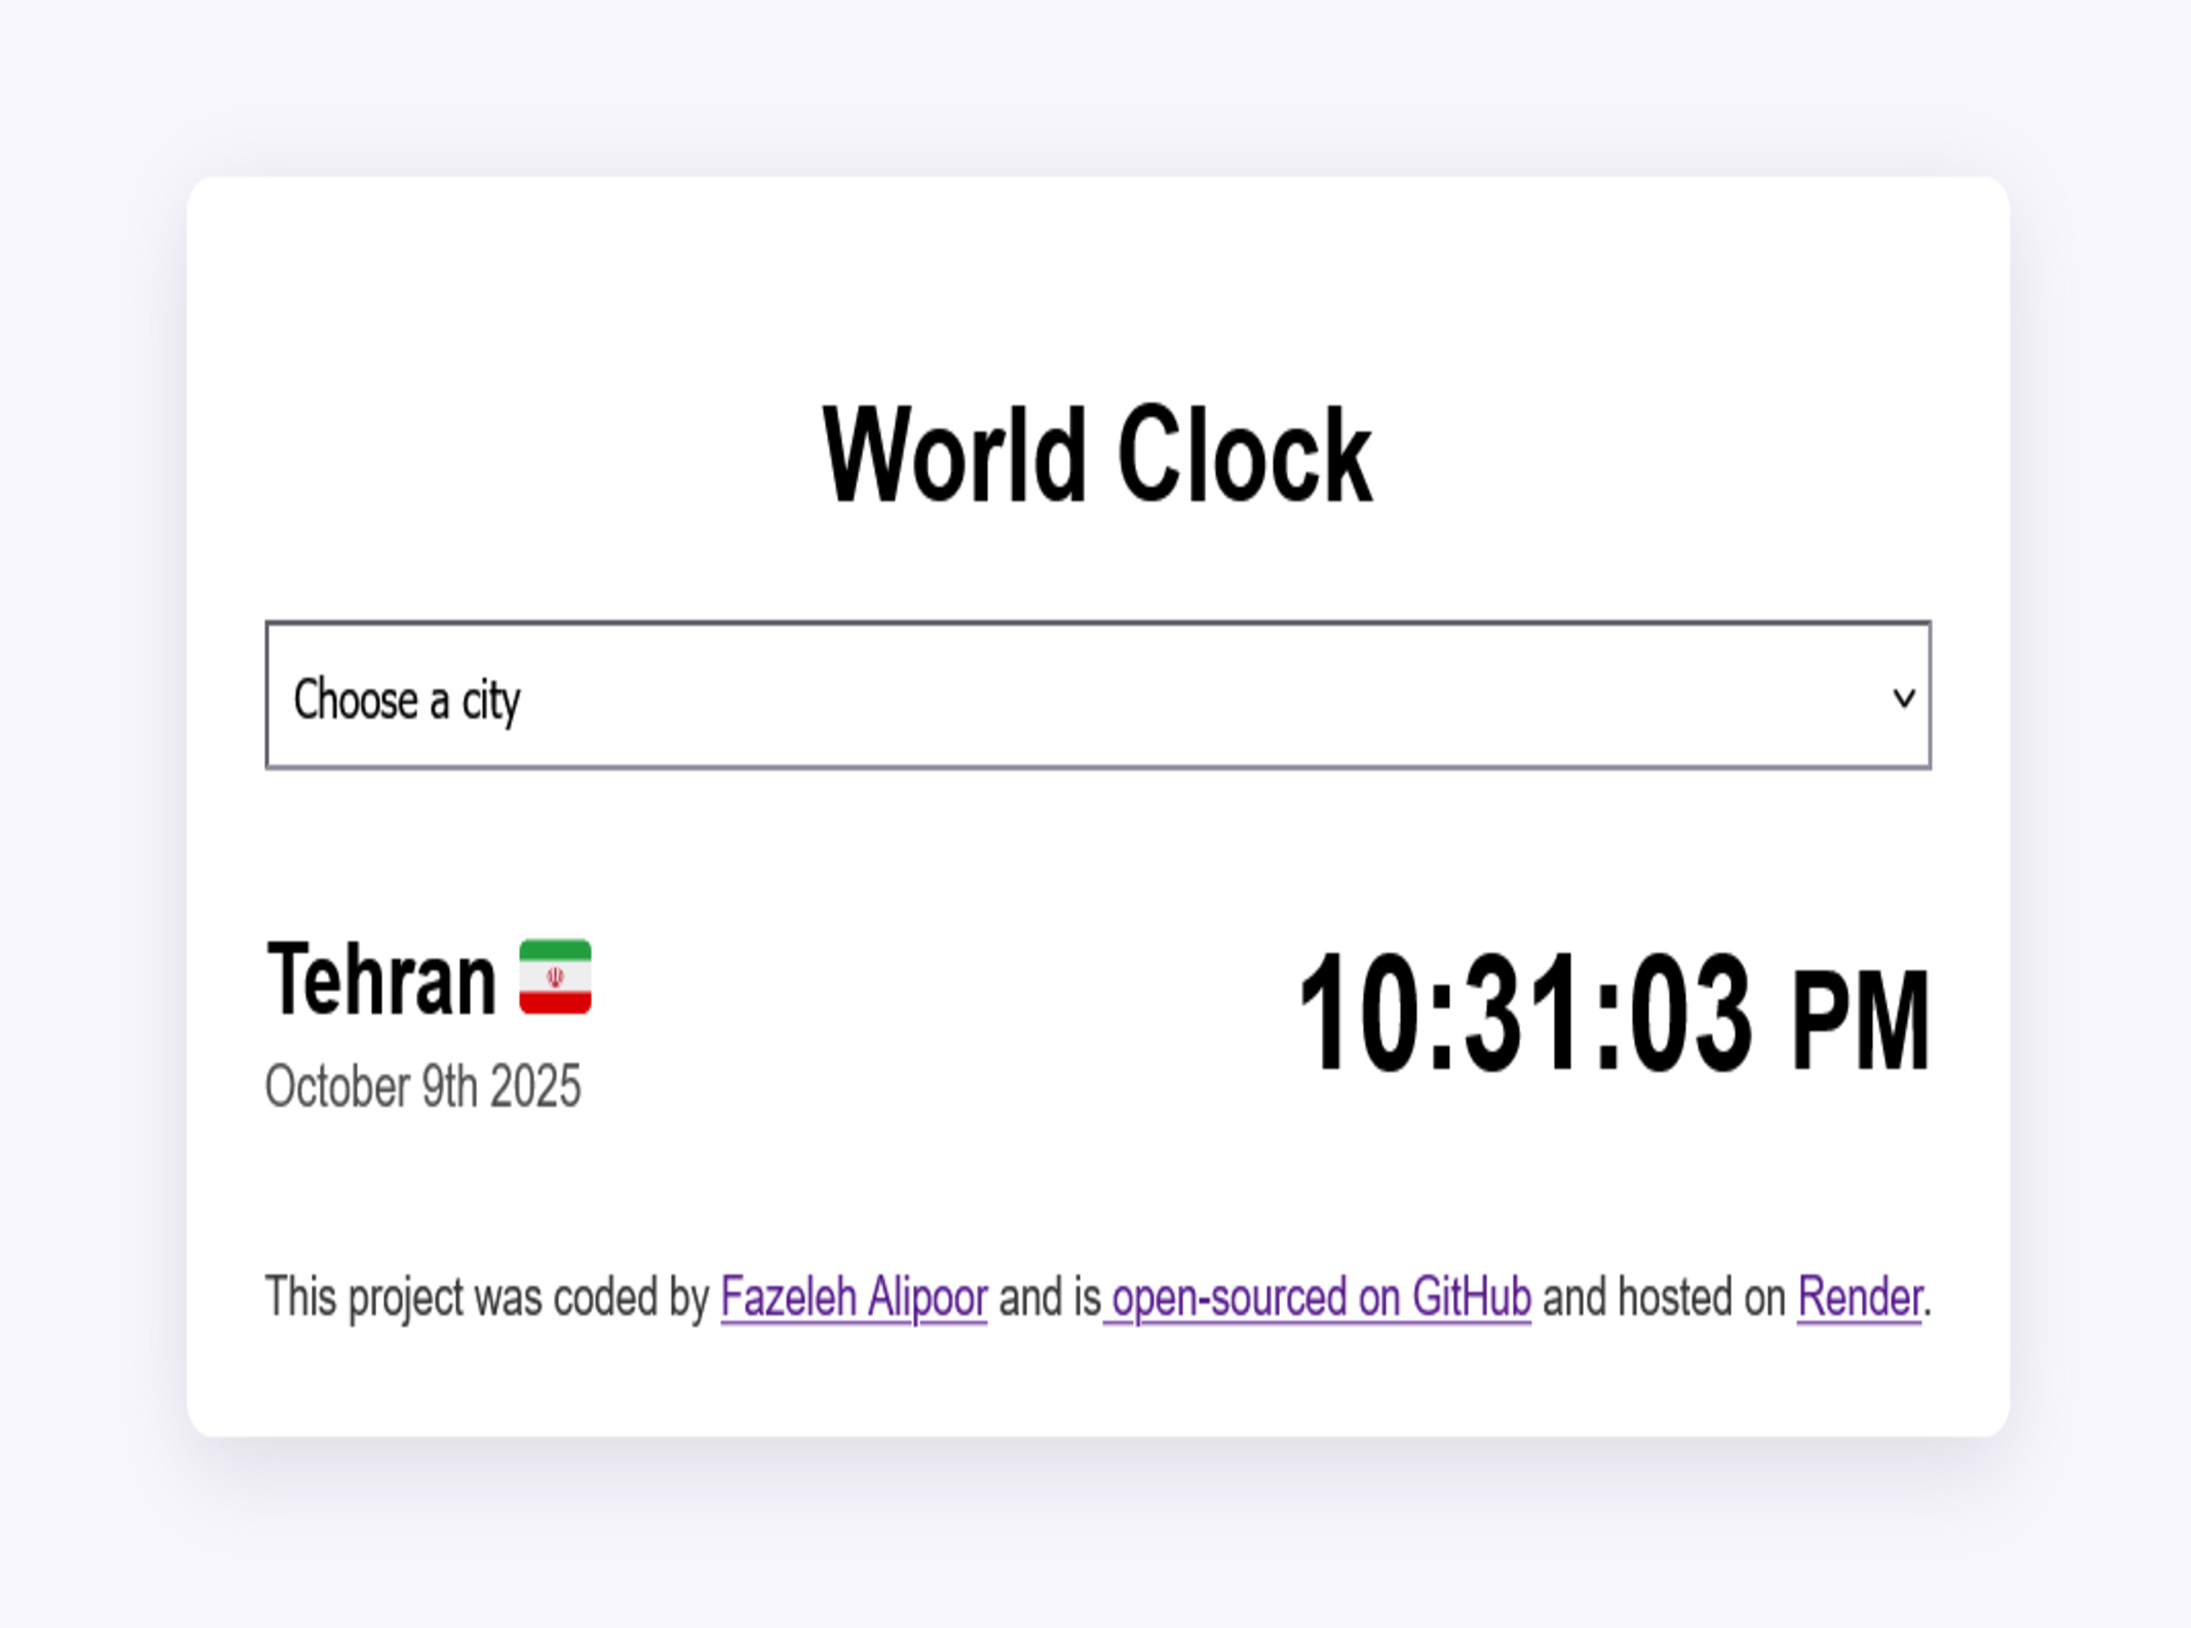 World Clock
Choose a city
Tehran
10:31:03 PM
October 9th 2025
This project was coded by Fazeleh Alipoor and is open-sourced on GitHub and hosted on Render.